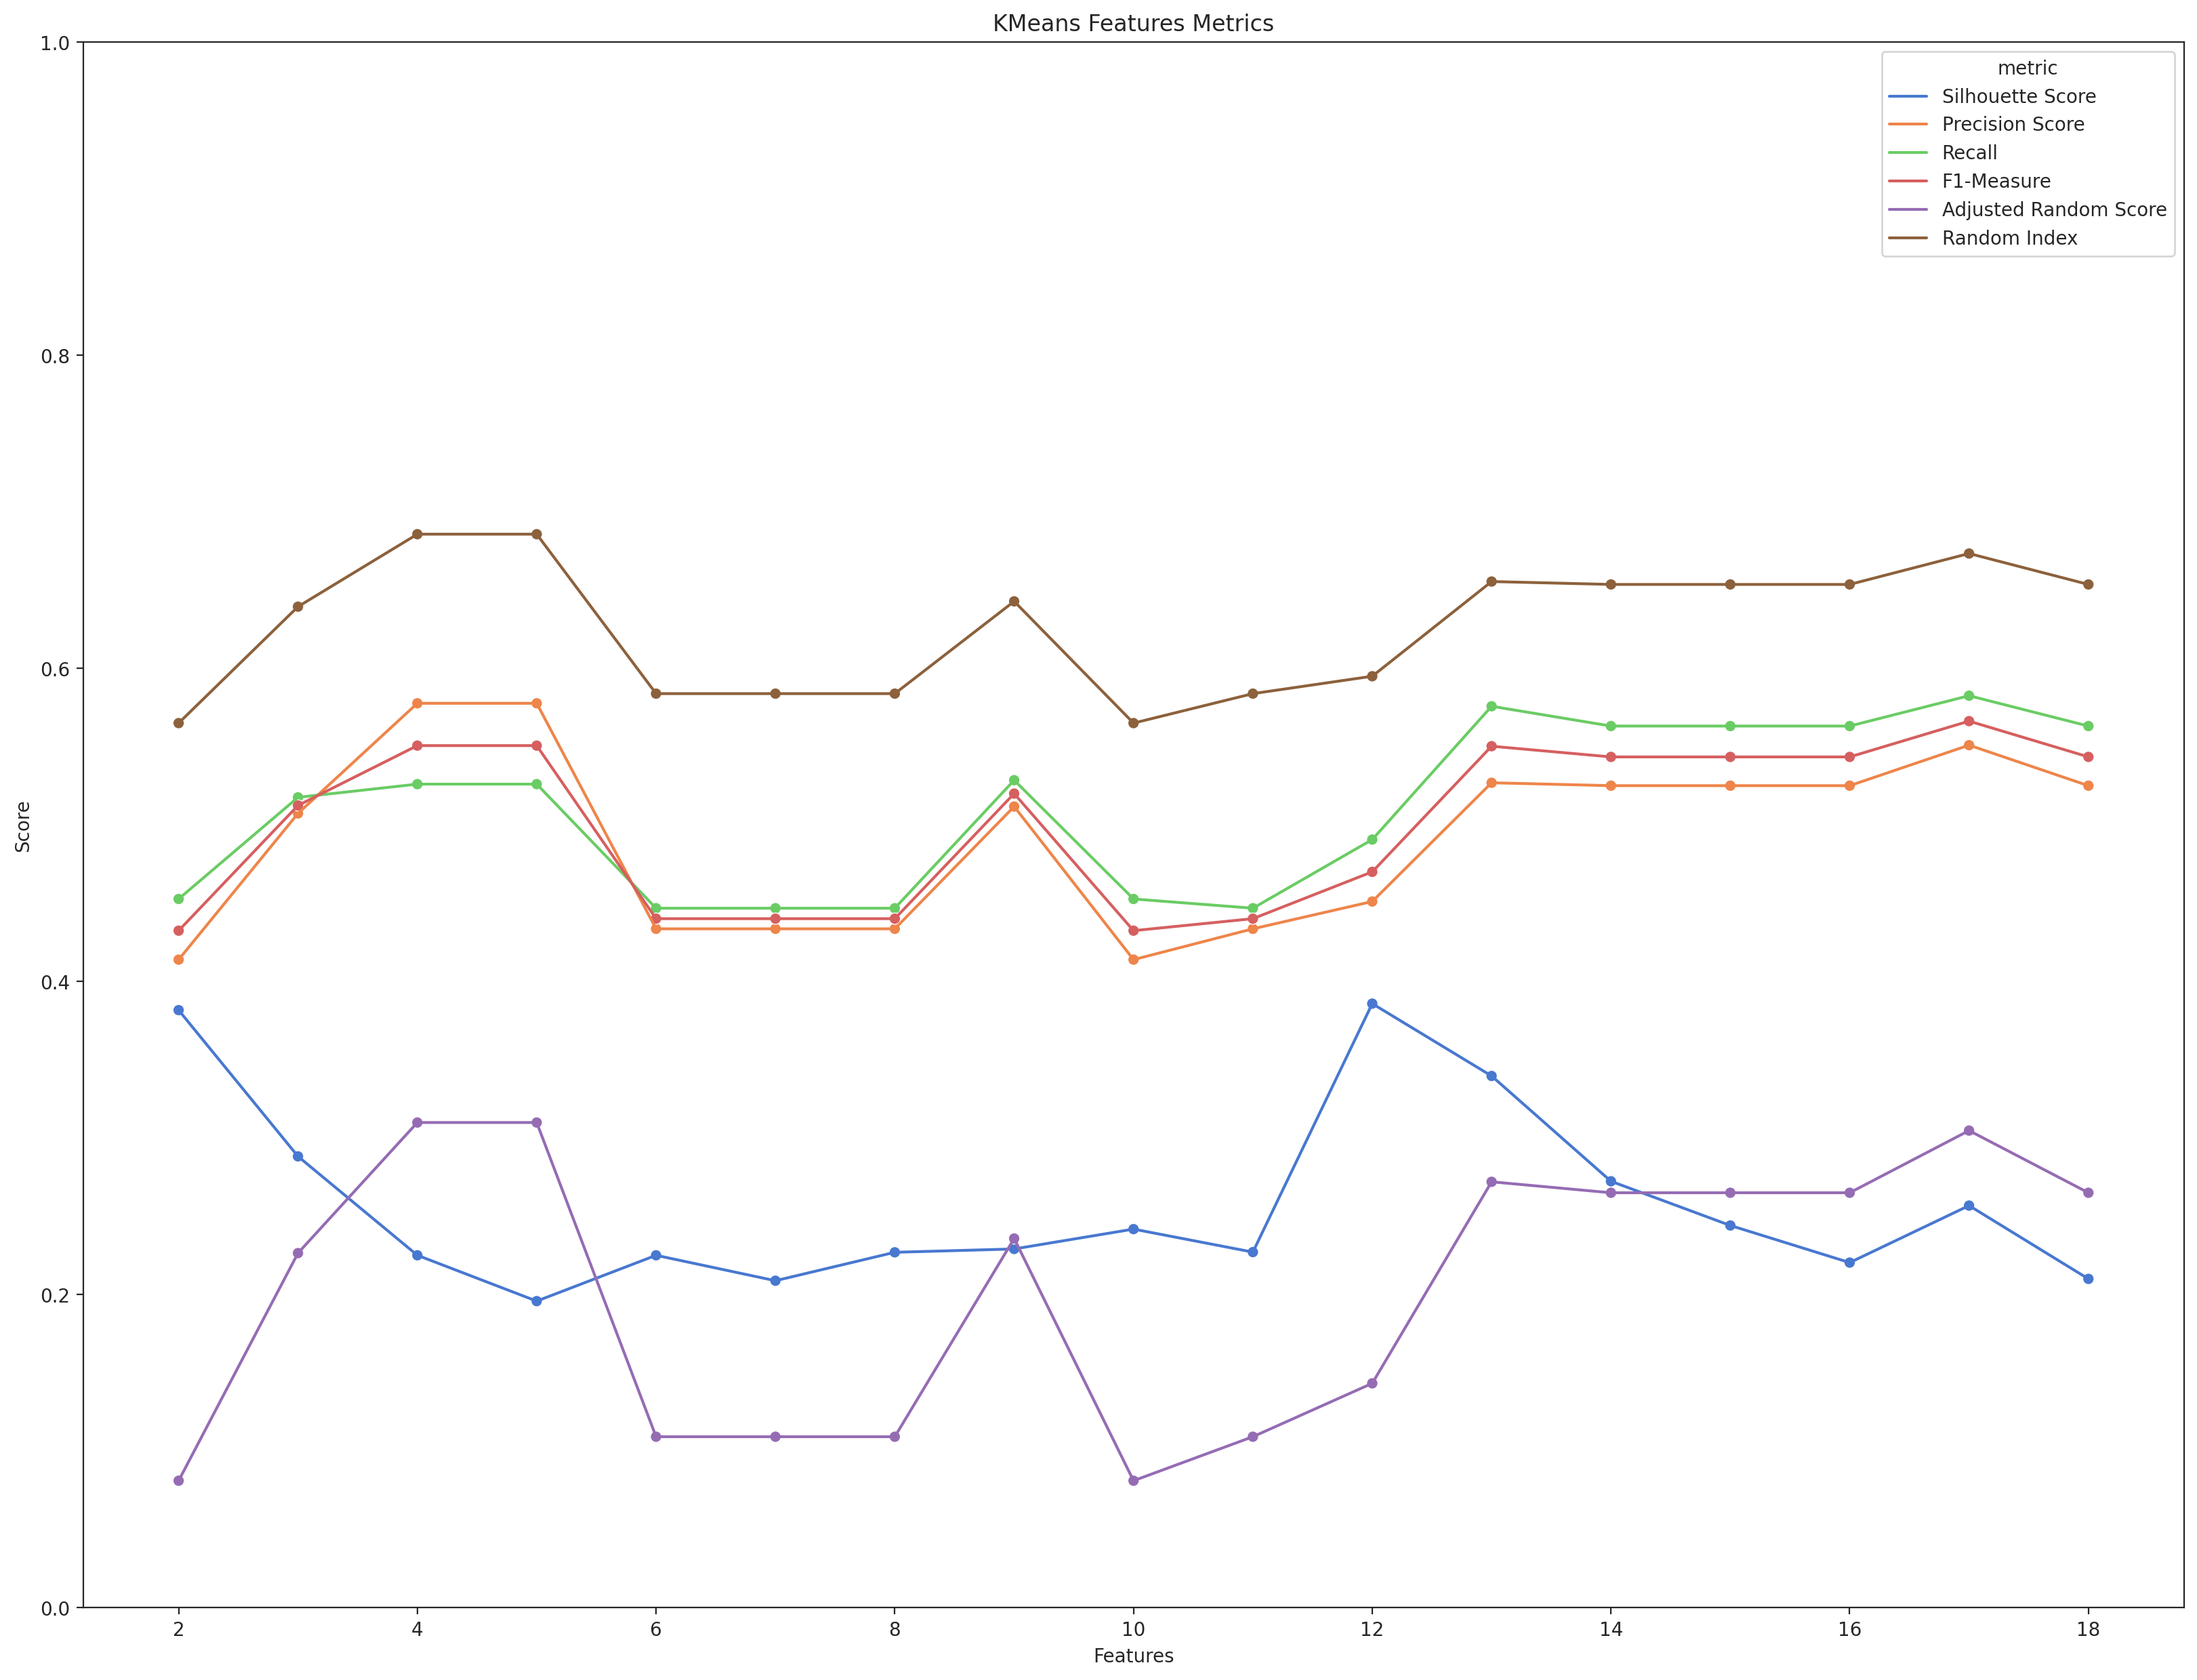 KMeans Features Metrics
1.0
0.8
0.6
0.4
0.2
0.0
Score
metric
Silhouette Score
Precision Score
Recall
F1-Measure
Adjusted Random Score
Random Index
2 4 6 8 10 12 14 16 18
Features